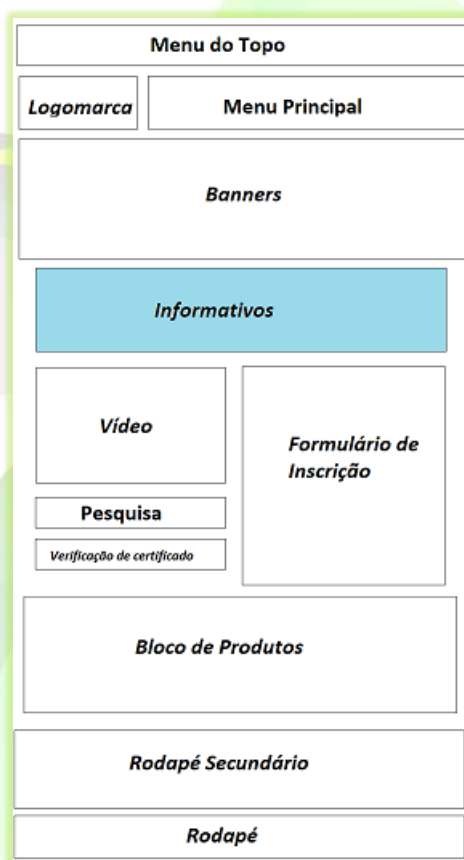 Menu do Topo
Logomarca
Menu Principal
Banners
Informativos
Vídeo
Formulário de
Inscrição
Pesquisa
Verificação de certificado
Bloco de Produtos
Rodapé Secundário
Rodapé